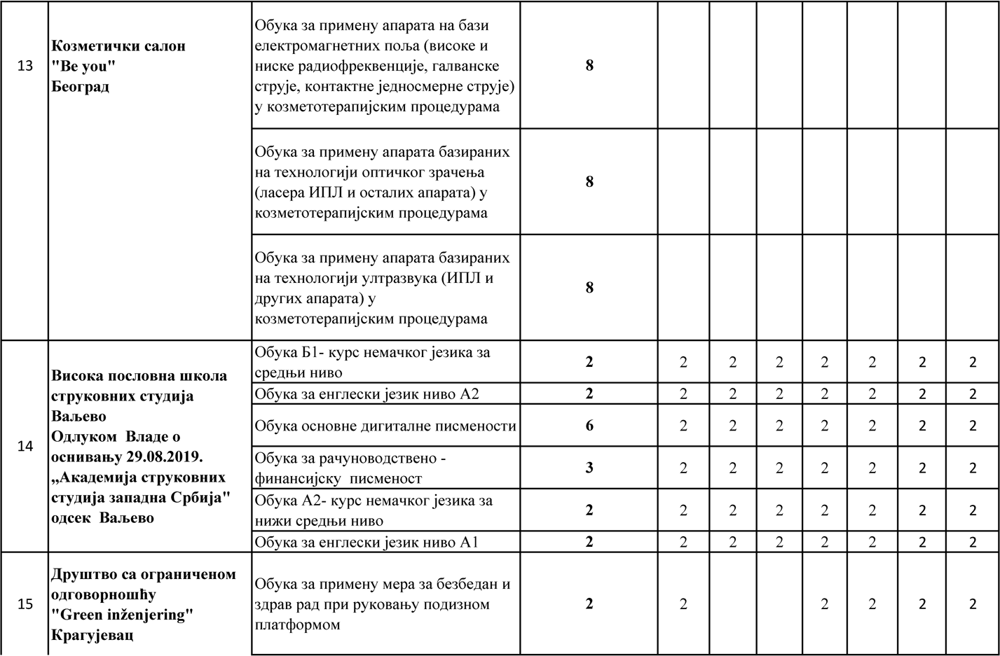 13
Козметички салон
"Be you"
Београд
Обука за примену апарата на бази
електромагнетних поља (високе и
ниске радиофреквенције, галванске
струје, контактне једносмерне струје)
у козметотерапијским процедурама
8
Обука за примену апарата базираних
на технологији оптичког зрачења
(ласера ИПЛ и осталих апарата) у
козметотерапијским процедурама
8
Обука за примену апарата базираних
на технологији ултразвука (ИПЛ и
других апарата) у
козметотерапијским процедурама
8
14
Висока пословна школа
струковних студија
Ваљево
Одлуком Владе о
оснивању 29.08.2019.
„Академија струковних
студија западна Србија"
одсек Ваљево
Обука Б1- курс немачког језика за
средњи ниво
2 2 2 2 2 2 2 2
Обука за енглески језик ниво А2
2 2 2 2 2 2 2 2
Обука основне дигиталне писмености
6 2 2 2 2 2 2 2
Обука за рачуноводствено -
финансијску писменост
3 2 2 2 2 2 2 2
Обука А2- курс немачког језика за
нижи средњи ниво
2 2 2 2 2 2 2 2
Обука за енглески језик ниво А1
2 2 2 2 2 2 2 2
15
Друштво са ограниченом
одговорношћу
"Green inženjering"
Крагујевац
Обука за примену мера за безбедан и
здрав рад при руковању подизном
платформом
2 2 2 2 2 2